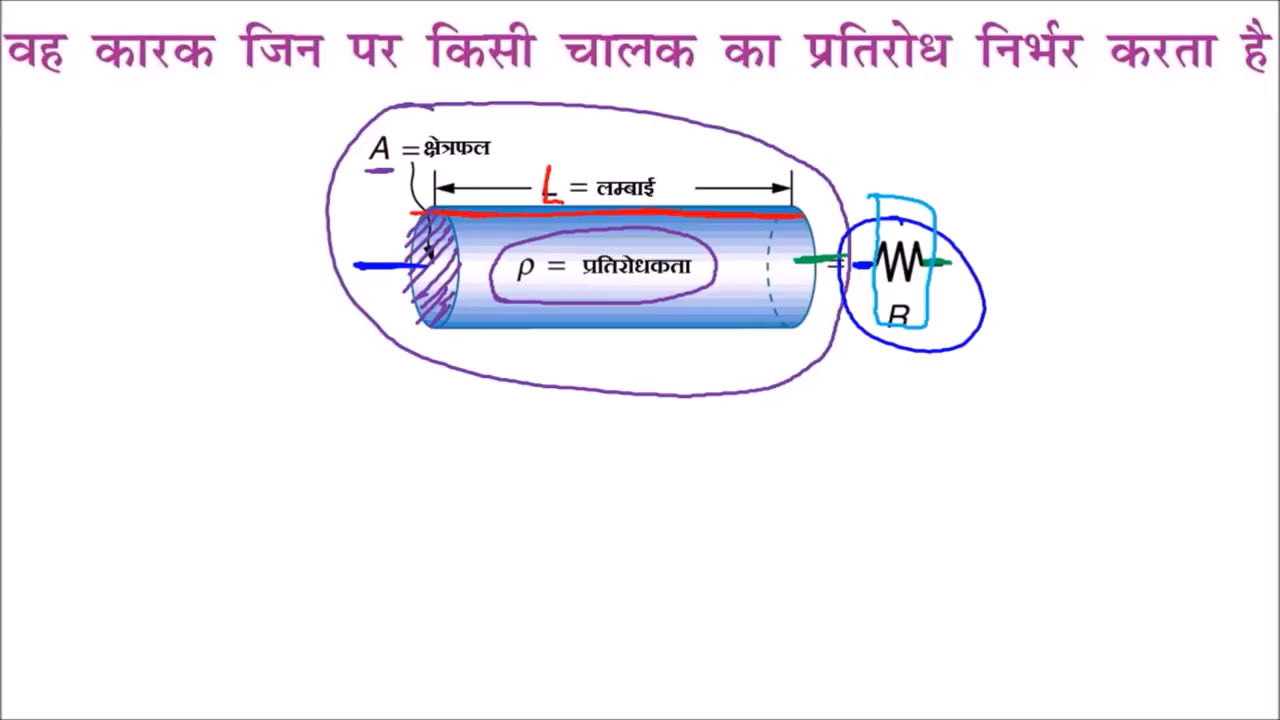 वह कारक जिन पर किसी चालक का प्रतिरोध निर्भर करता है
A = क्षेत्रफल
L = लम्बाई
ρ = प्रतिरोधकता
=
R